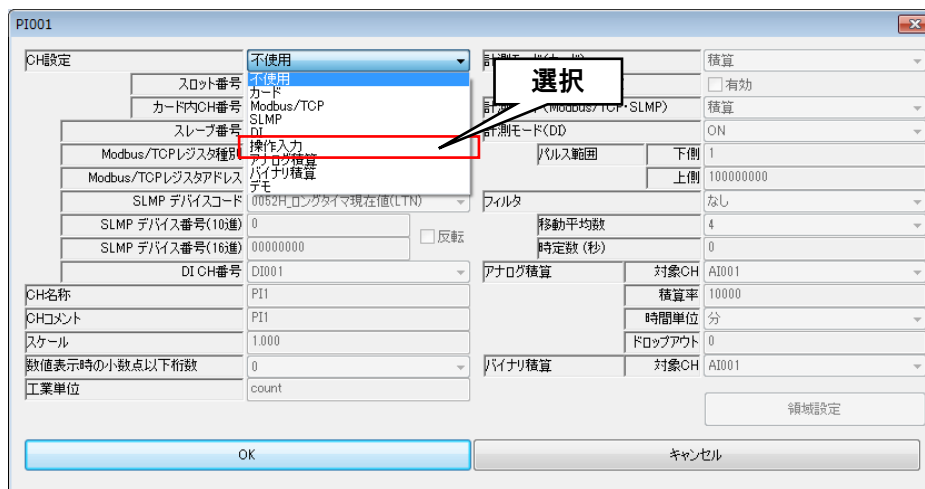 PI001
CH設定
不使用
不使用
カード
Modbus/TCP
SLMP
DI
操作入力
アナログ積算
バイナリ積算
デモ
選択
スロット番号
カード内CH番号
スレーブ番号
Modbus/TCPレジスタ種別
Modbus/TCPレジスタアドレス
SLMP デバイスコード 0052H_ロングタイマ現在値(LTN)
SLMP デバイス番号(10進) 0
SLMP デバイス番号(16進) 00000000
反転
DI CH番号 DI001
CH名称 PI1
CHコメント PI1
スケール 1.000
数値表示時の小数点以下桁数 0
工業単位 count
積算
有効
計測モード(Modbus/TCP・SLMP) 積算
計測モード(DI) ON
パルス範囲 下側 1
上側 100000000
フィルタ なし
移動平均数 4
時定数 (秒) 0
アナログ積算 対象CH AI001
積算率 10000
時間単位 分
ドロップアウト 0
バイナリ積算 対象CH AI001
領域設定
OK
キャンセル